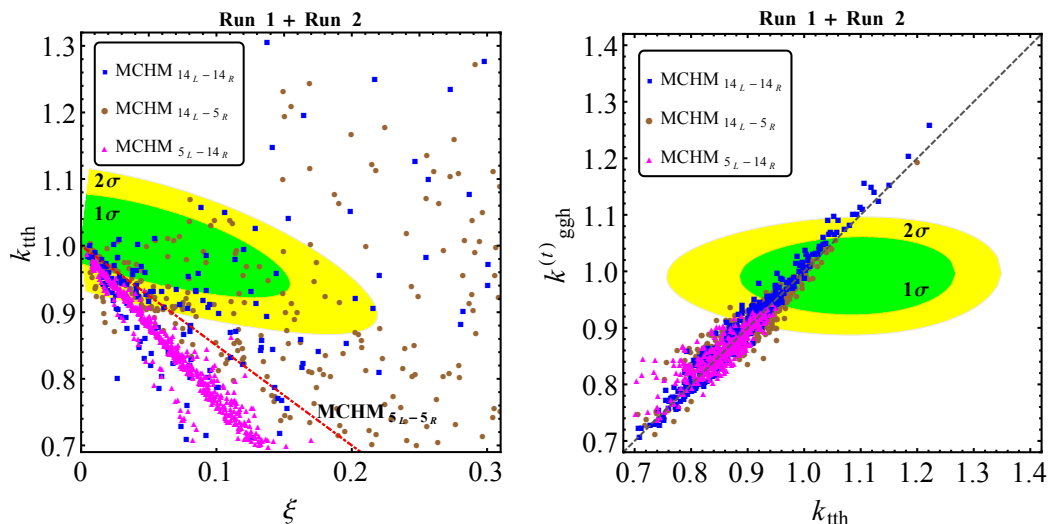 Run 1 + Run 2
MCHM 14L−14R
MCHM 14L−5R
MCHM 5L−14R
2σ
1σ
MCHM 5L−5R
k_tth
1.3
1.2
1.1
1.0
0.9
0.8
0.7
0
0.1
0.2
0.3
ξ
Run 1 + Run 2
MCHM 14L−14R
MCHM 14L−5R
MCHM 5L−14R
2σ
1σ
k^(t)_ggh
1.4
1.3
1.2
1.1
1.0
0.9
0.8
0.7
0.7
0.8
0.9
1.0
1.1
1.2
1.3
1.4
k_tth